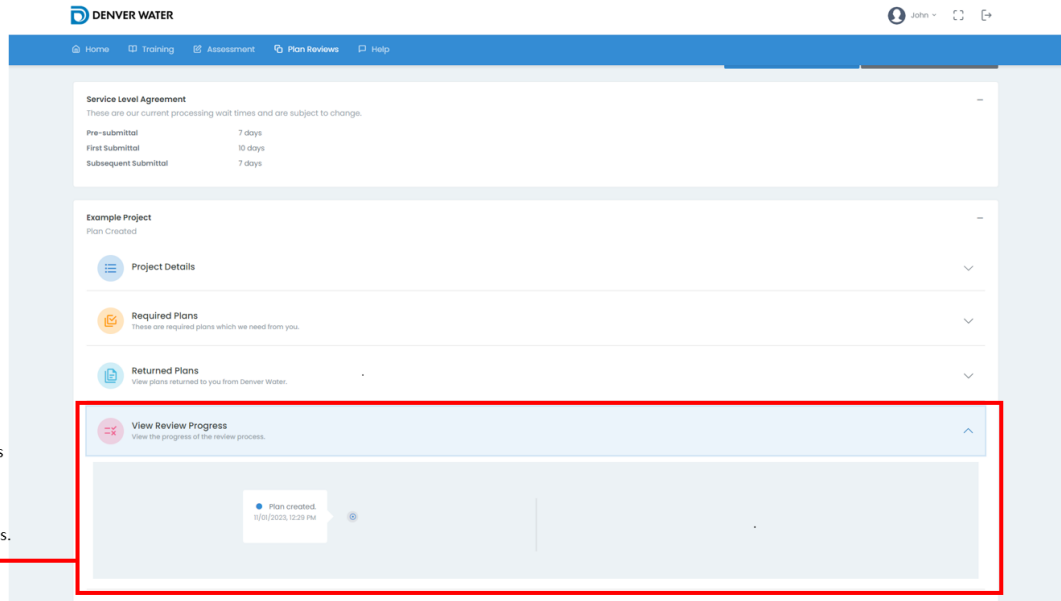 DENVER WATER
John
Home Training Assessment Plan Reviews Help
Service Level Agreement
These are our current processing wait times and are subject to change.
Pre-submittal 7 days
First Submittal 10 days
Subsequent Submittal 7 days
Example Project
Plan Created
Project Details
Required Plans
These are required plans which we need from you.
Returned Plans
View plans returned to you from Denver Water.
View Review Progress
View the progress of the review process.
s
Plan created.
11/01/2023, 12:29 PM
s.